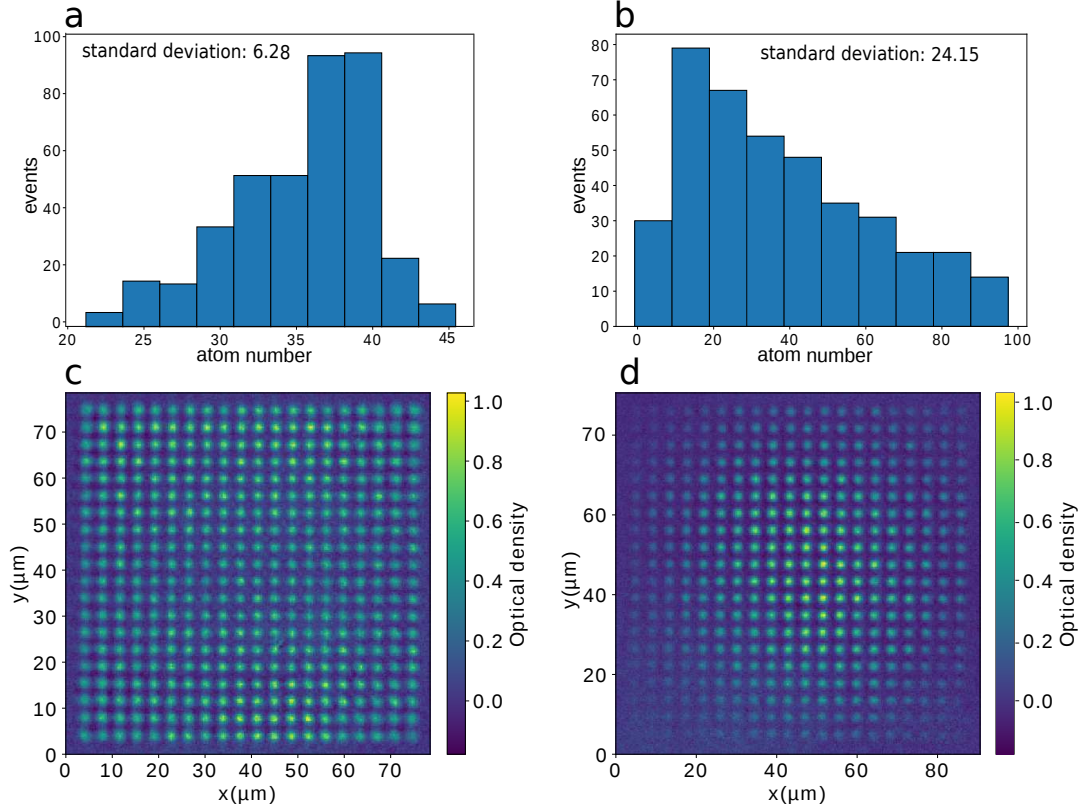 a
standard deviation: 6.28
100
80
60
40
20
0
events
20 25 30 35 40 45
atom number
b
standard deviation: 24.15
80
70
60
50
40
30
20
10
0
events
0 20 40 60 80 100
atom number
c
70
60
50
40
30
20
10
0
y(μm)
0 10 20 30 40 50 60 70
x(μm)
1.0
0.8
0.6
0.4
0.2
0.0
Optical density
d
70
60
50
40
30
20
10
0
y(μm)
0 20 40 60 80
x(μm)
1.0
0.8
0.6
0.4
0.2
0.0
Optical density